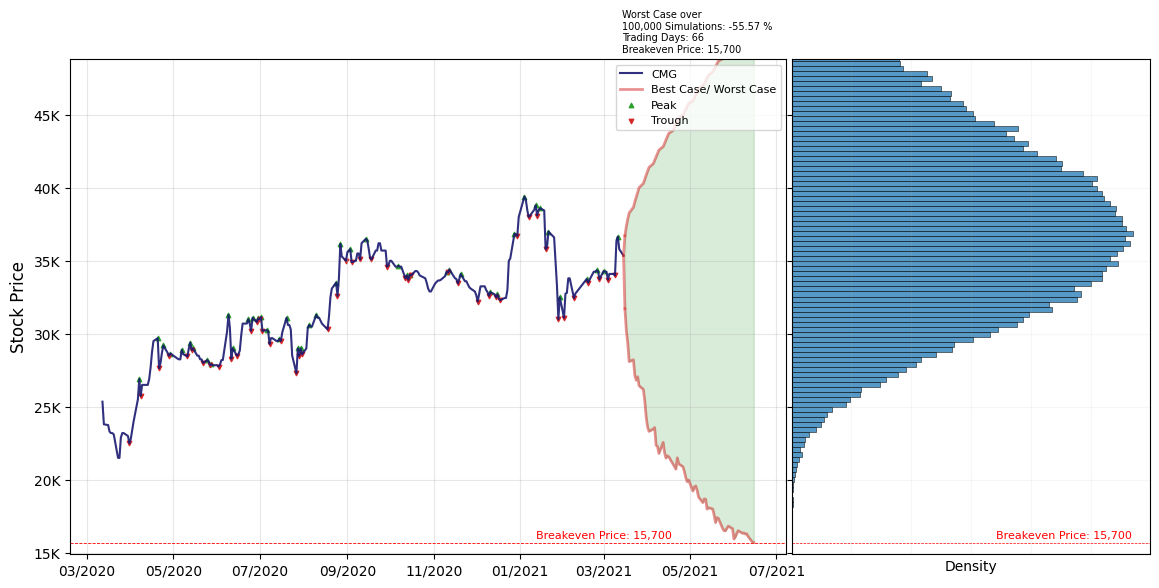 Worst Case over
100,000 Simulations: -55.57 %
Trading Days: 66
Breakeven Price: 15,700
CMG
Best Case/ Worst Case
Peak
Trough
Stock Price
45K
40K
35K
30K
25K
20K
15K
Breakeven Price: 15,700
Breakeven Price: 15,700
03/2020 05/2020 07/2020 09/2020 11/2020 01/2021 03/2021 05/2021 07/2021
Density